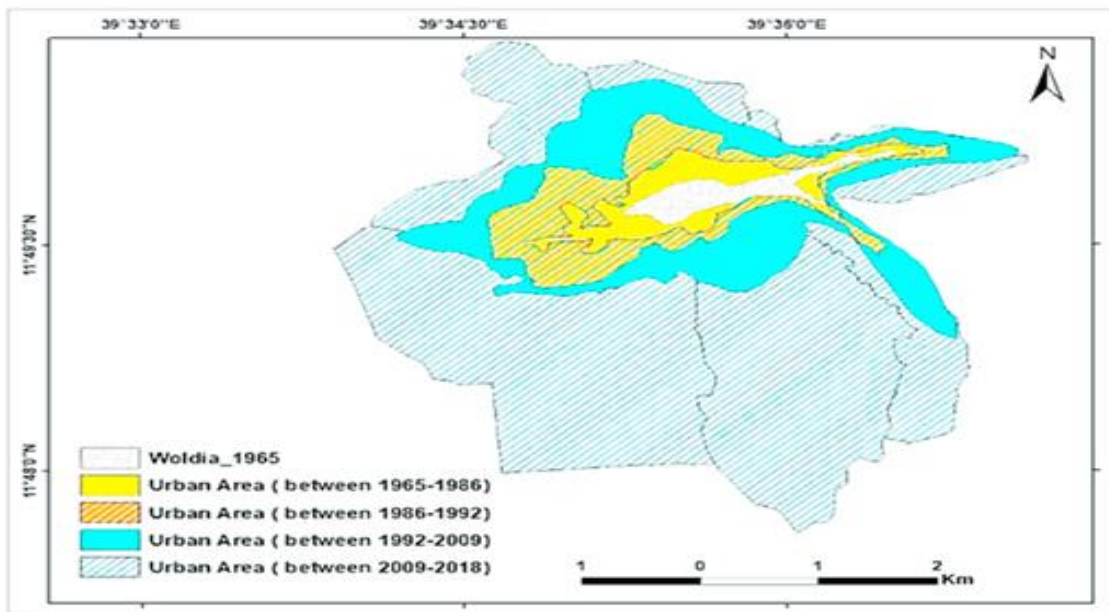 39°33'0"E 39°34'30"E 39°36'0"E
N
11°49'30"N
11°48'0"N
Woldia_1965
Urban Area ( between 1965-1986)
Urban Area ( between 1986-1992)
Urban Area ( between 1992-2009)
Urban Area ( between 2009-2018)
1 0 1 2
Km